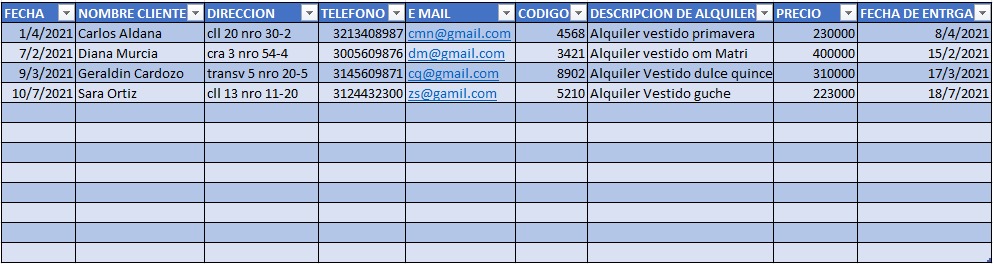 FECHA NOMBRE CLIENTE DIRECCION TELEFONO E MAIL CODIGO DESCRIPCION DE ALQUILER PRECIO FECHA DE ENTRGA
1/4/2021 Carlos Aldana cll 20 nro 30-2 3213408987 cmn@gmail.com 4568 Alquiler vestido primavera 230000 8/4/2021
7/2/2021 Diana Murcia cra 3 nro 54-4 3005609876 dm@gmail.com 3421 Alquiler vestido om Matri 400000 15/2/2021
9/3/2021 Geraldin Cardozo transv 5 nro 20-5 3145609871 cq@gmail.com 8902 Alquiler Vestido dulce quince 310000 17/3/2021
10/7/2021 Sara Ortiz cll 13 nro 11-20 3124432300 zs@gamil.com 5210 Alquiler Vestido guche 223000 18/7/2021